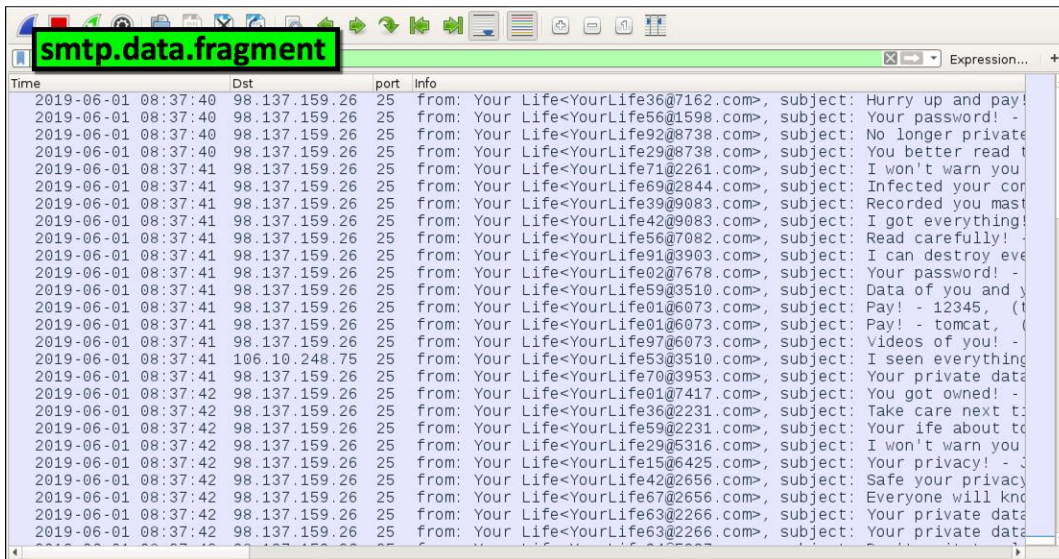 smtp.data.fragment
Expression... +
Time Dst port Info
2019-06-01 08:37:40 98.137.159.26 25 from: Your Life<YourLife36@7162.com>, subject: Hurry up and pay!
2019-06-01 08:37:40 98.137.159.26 25 from: Your Life<YourLife56@1598.com>, subject: Your password! -
2019-06-01 08:37:40 98.137.159.26 25 from: Your Life<YourLife92@8738.com>, subject: No longer private
2019-06-01 08:37:40 98.137.159.26 25 from: Your Life<YourLife29@8738.com>, subject: You better read
2019-06-01 08:37:41 98.137.159.26 25 from: Your Life<YourLife71@2261.com>, subject: I won't warn you
2019-06-01 08:37:41 98.137.159.26 25 from: Your Life<YourLife69@2844.com>, subject: Infected your
2019-06-01 08:37:41 98.137.159.26 25 from: Your Life<YourLife39@9083.com>, subject: Recorded you mast
2019-06-01 08:37:41 98.137.159.26 25 from: Your Life<YourLife42@9083.com>, subject: I got everything!
2019-06-01 08:37:41 98.137.159.26 25 from: Your Life<YourLife56@7082.com>, subject: Read carefully! -
2019-06-01 08:37:41 98.137.159.26 25 from: Your Life<YourLife91@3903.com>, subject: I can destroy eve
2019-06-01 08:37:41 98.137.159.26 25 from: Your Life<YourLife02@7678.com>, subject: Your password! -
2019-06-01 08:37:41 98.137.159.26 25 from: Your Life<YourLife59@3510.com>, subject: Data of you and y
2019-06-01 08:37:41 98.137.159.26 25 from: Your Life<YourLife01@6073.com>, subject: Pay! - 12345, (t
2019-06-01 08:37:41 98.137.159.26 25 from: Your Life<YourLife01@6073.com>, subject: Pay! - tomcat, (
2019-06-01 08:37:41 98.137.159.26 25 from: Your Life<YourLife97@6073.com>, subject: Videos of you! -
2019-06-01 08:37:41 106.10.248.75 25 from: Your Life<YourLife53@3510.com>, subject: I seen everything
2019-06-01 08:37:41 98.137.159.26 25 from: Your Life<YourLife70@3953.com>, subject: Your private data
2019-06-01 08:37:42 98.137.159.26 25 from: Your Life<YourLife01@7417.com>, subject: You got owned! -
2019-06-01 08:37:42 98.137.159.26 25 from: Your Life<YourLife36@2231.com>, subject: Take care next ti
2019-06-01 08:37:42 98.137.159.26 25 from: Your Life<YourLife59@2231.com>, subject: Your ife about to
2019-06-01 08:37:42 98.137.159.26 25 from: Your Life<YourLife29@5316.com>, subject: I won't warn you
2019-06-01 08:37:42 98.137.159.26 25 from: Your Life<YourLife15@6425.com>, subject: Your privacy! - J
2019-06-01 08:37:42 98.137.159.26 25 from: Your Life<YourLife42@2656.com>, subject: Safe your privacy
2019-06-01 08:37:42 98.137.159.26 25 from: Your Life<YourLife67@2656.com>, subject: Everyone will kno
2019-06-01 08:37:42 98.137.159.26 25 from: Your Life<YourLife63@2266.com>, subject: Your private data
2019-06-01 08:37:42 98.137.159.26 25 from: Your Life<YourLife63@2266.com>, subject: Your private data